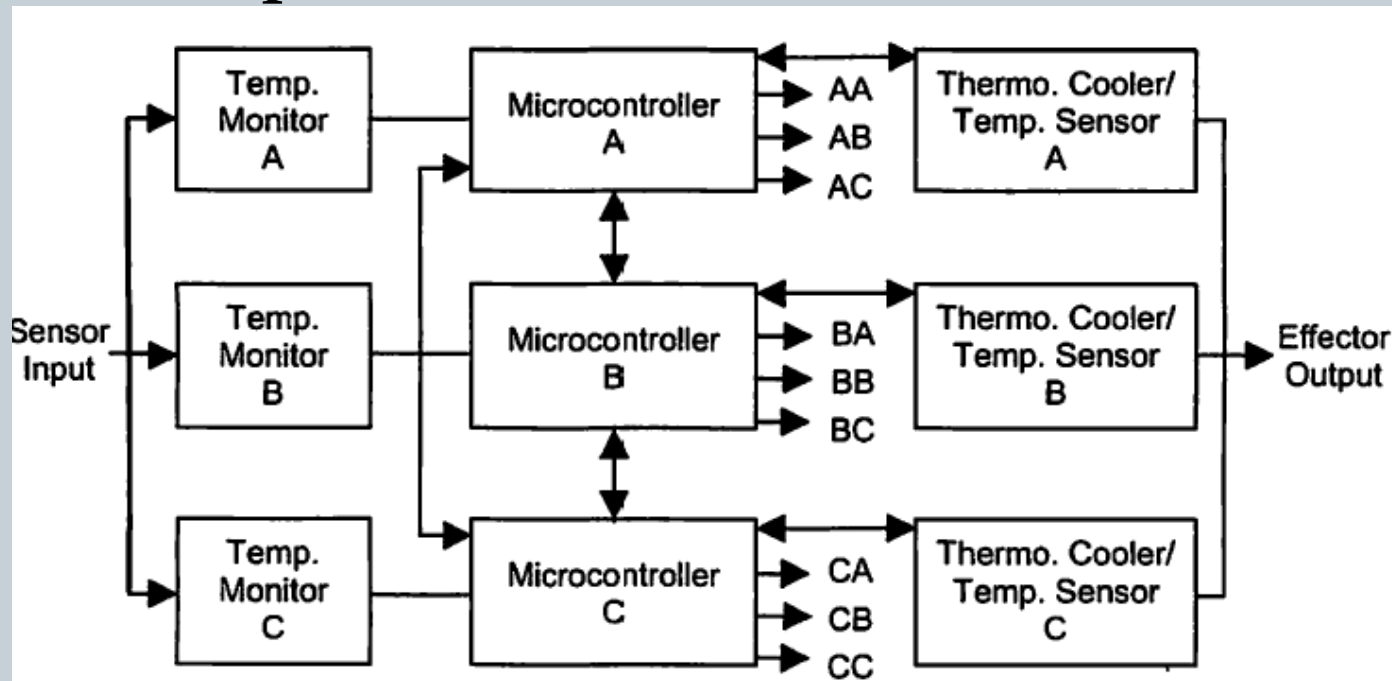 Temp.
Monitor
A
Microcontroller
A
AA
AB
AC
Thermo. Cooler/
Temp. Sensor
A
Sensor
Input
Temp.
Monitor
B
Microcontroller
B
BA
BB
BC
Thermo. Cooler/
Temp. Sensor
B
Effector
Output
Temp.
Monitor
C
Microcontroller
C
CA
CB
CC
Thermo. Cooler/
Temp. Sensor
C